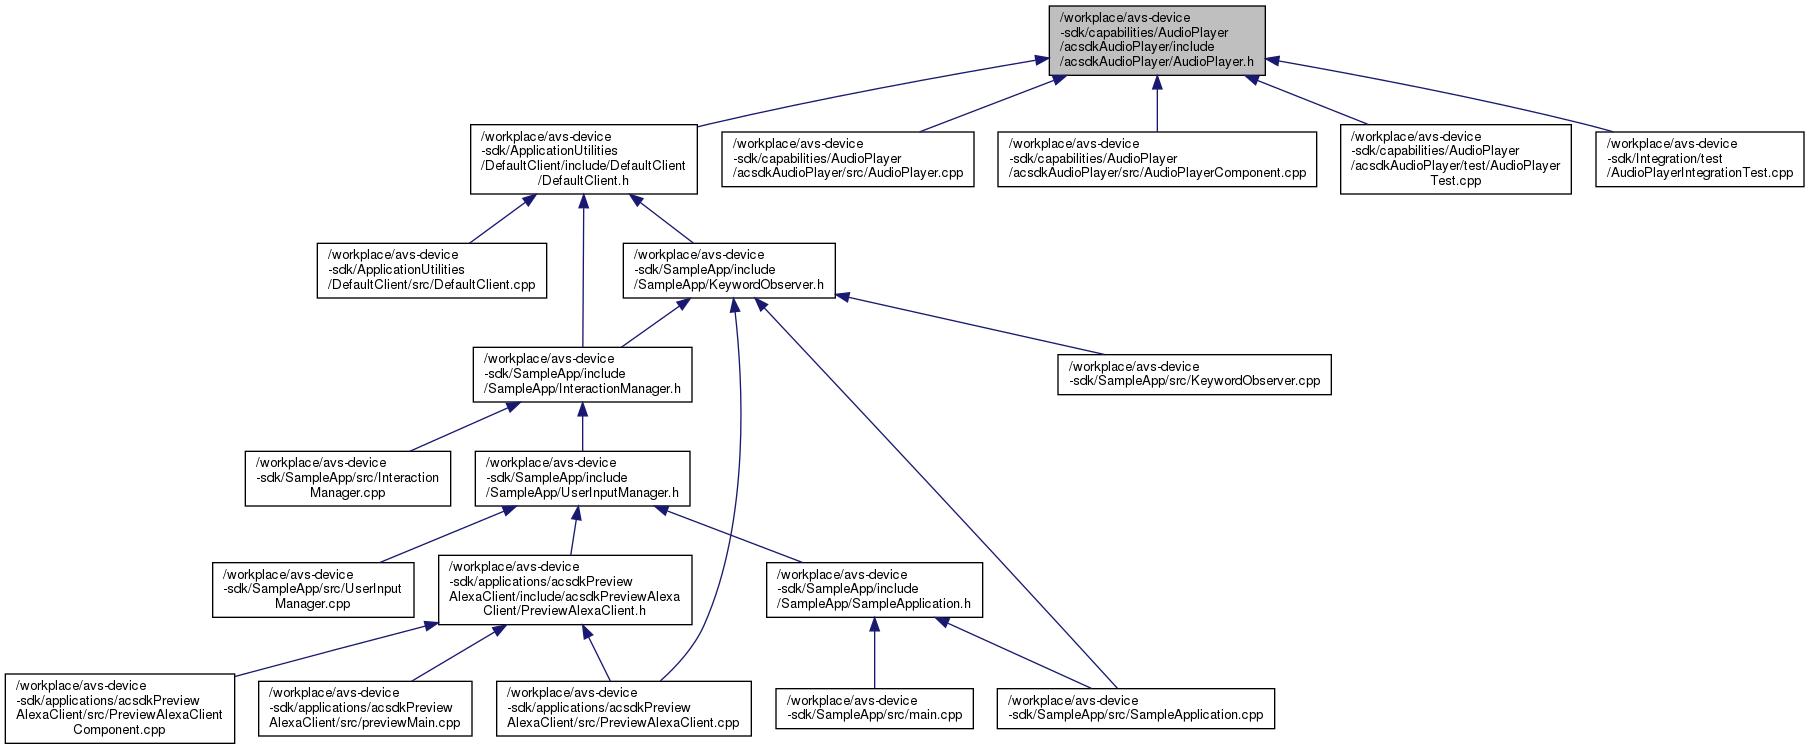 /workplace/avs-device
-sdk/capabilities/AudioPlayer
/acsdkAudioPlayer/include
/acsdkAudioPlayer/AudioPlayer.h
/workplace/avs-device
-sdk/ApplicationUtilities
/DefaultClient/include/DefaultClient
/DefaultClient.h
/workplace/avs-device
-sdk/capabilities/AudioPlayer
/acsdkAudioPlayer/src/AudioPlayer.cpp
/workplace/avs-device
-sdk/capabilities/AudioPlayer
/acsdkAudioPlayer/src/AudioPlayerComponent.cpp
/workplace/avs-device
-sdk/capabilities/AudioPlayer
/acsdkAudioPlayer/test/AudioPlayer
Test.cpp
/workplace/avs-device
-sdk/Integration/test
/AudioPlayerIntegrationTest.cpp
/workplace/avs-device
-sdk/ApplicationUtilities
/DefaultClient/src/DefaultClient.cpp
/workplace/avs-device
-sdk/SampleApp/include
/SampleApp/KeywordObserver.h
/workplace/avs-device
-sdk/SampleApp/include
/SampleApp/InteractionManager.h
/workplace/avs-device
-sdk/SampleApp/src/KeywordObserver.cpp
/workplace/avs-device
-sdk/SampleApp/src/Interaction
Manager.cpp
/workplace/avs-device
-sdk/SampleApp/include
/SampleApp/UserInputManager.h
/workplace/avs-device
-sdk/SampleApp/src/UserInput
Manager.cpp
/workplace/avs-device
-sdk/applications/acsdkPreview
AlexaClient/include/acsdkPreviewAlexa
Client/PreviewAlexaClient.h
/workplace/avs-device
-sdk/SampleApp/include
/SampleApp/SampleApplication.h
/workplace/avs-device
-sdk/applications/acsdkPreview
AlexaClient/src/PreviewAlexaClient
Component.cpp
/workplace/avs-device
-sdk/applications/acsdkPreview
AlexaClient/src/previewMain.cpp
/workplace/avs-device
-sdk/applications/acsdkPreview
AlexaClient/src/PreviewAlexaClient.cpp
/workplace/avs-device
-sdk/SampleApp/src/main.cpp
/workplace/avs-device
-sdk/SampleApp/src/SampleApplication.cpp